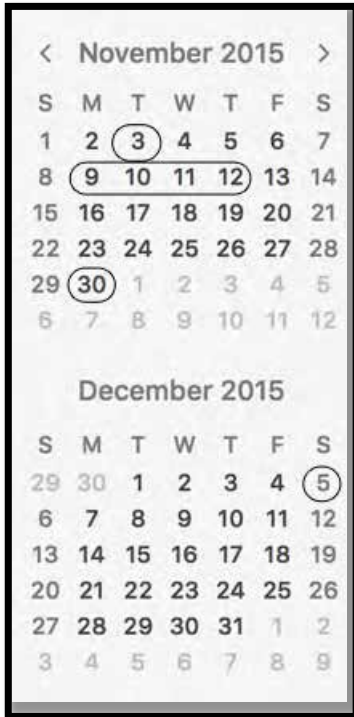 < November 2015 >
S M T W T F S
1 2 3 4 5 6 7
8 9 10 11 12 13 14
15 16 17 18 19 20 21
22 23 24 25 26 27 28
29 30 1 2 3 4 5
6 7 8 9 10 11 12
December 2015
S M T W T F S
29 30 1 2 3 4 5
6 7 8 9 10 11 12
13 14 15 16 17 18 19
20 21 22 23 24 25 26
27 28 29 30 31 1 2
3 4 5 6 7 8 9